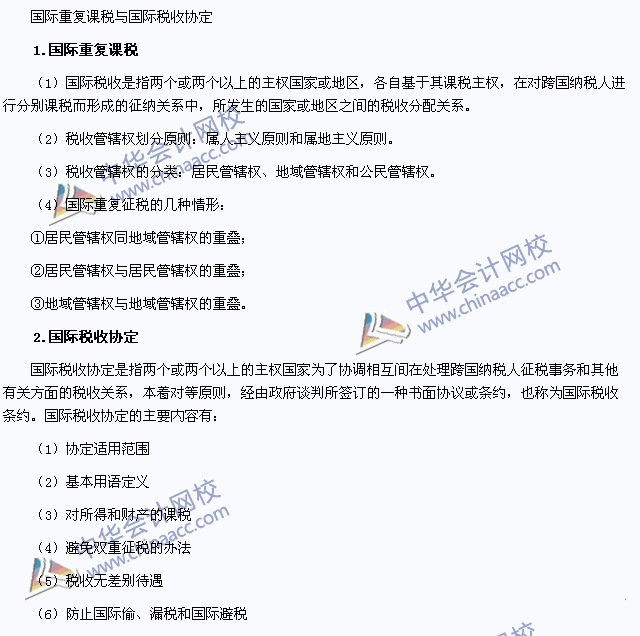 国际重复课税与国际税收协定
1.国际重复课税
（1）国际税收是指两个或两个以上的主权国家或地区，各自基于其课税主权，在对跨国纳税人进
行分别课税而形成的征纳关系中，所发生的国家或地区之间的税收分配关系。
（2）税收管辖权划分原则：属人主义原则和属地主义原则。
（3）税收管辖权的分类：居民管辖权、地域管辖权和公民管辖权。
（4）国际重复征税的几种情形：
①居民管辖权同地域管辖权的重叠；
②居民管辖权与居民管辖权的重叠；
③地域管辖权与地域管辖权的重叠。
2.国际税收协定
国际税收协定是指两个或两个以上的主权国家为了协调相互间在处理跨国纳税人征税事务和其他
有关方面的税收关系，本着对等原则，经由政府谈判所签订的一种书面协议或条约，也称为国际税收
条约。国际税收协定的主要内容有：
（1）协定适用范围
（2）基本用语定义
（3）对所得和财产的课税
（4）避免双重征税的办法
（5）税收无差别待遇
（6）防止国际偷、漏税和国际避税
中华会计网校
www.chinaacc.com
中华会计网校
www.chinaacc.com
中华会计网校
www.chinaacc.com